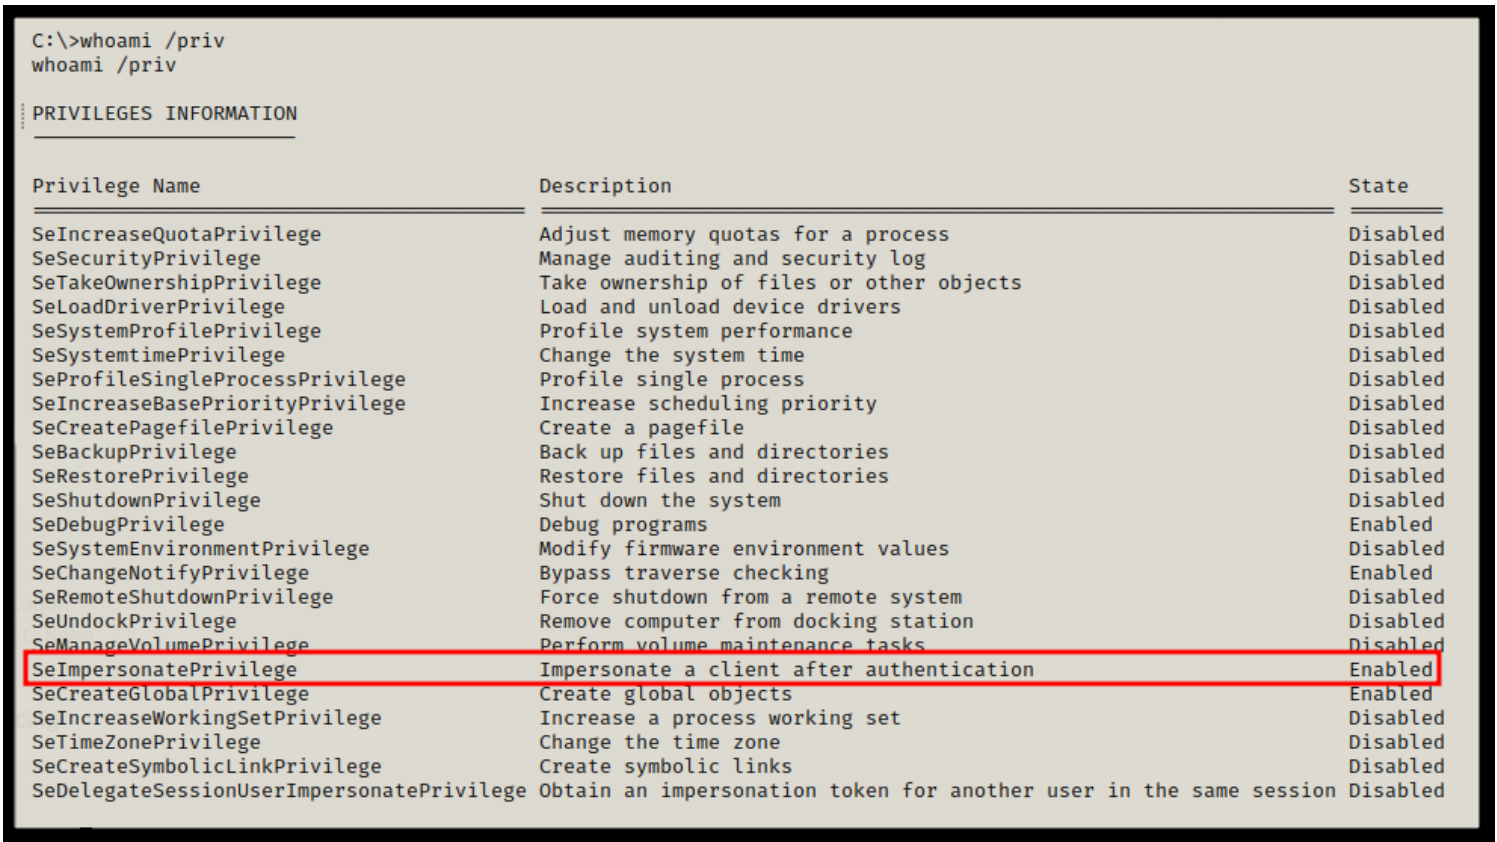 C:\>whoami /priv
whoami /priv
PRIVILEGES INFORMATION
Privilege Name Description State
SeIncreaseQuotaPrivilege Adjust memory quotas for a process Disabled
SeSecurityPrivilege Manage auditing and security log Disabled
SeTakeOwnershipPrivilege Take ownership of files or other objects Disabled
SeLoadDriverPrivilege Load and unload device drivers Disabled
SeSystemProfilePrivilege Profile system performance Disabled
SeSystemtimePrivilege Change the system time Disabled
SeProfileSingleProcessPrivilege Profile single process Disabled
SeIncreaseBasePriorityPrivilege Increase scheduling priority Disabled
SeCreatePagefilePrivilege Create a pagefile Disabled
SeBackupPrivilege Back up files and directories Disabled
SeRestorePrivilege Restore files and directories Disabled
SeShutdownPrivilege Shut down the system Disabled
SeDebugPrivilege Debug programs Enabled
SeSystemEnvironmentPrivilege Modify firmware environment values Disabled
SeChangeNotifyPrivilege Bypass traverse checking Enabled
SeRemoteShutdownPrivilege Force shutdown from a remote system Disabled
SeUndockPrivilege Remove computer from docking station Disabled
SeManageVolumePrivilege Perform volume maintenance tasks Disabled
SeImpersonatePrivilege Impersonate a client after authentication Enabled
SeCreateGlobalPrivilege Create global objects Enabled
SeIncreaseWorkingSetPrivilege Increase a process working set Disabled
SeTimeZonePrivilege Change the time zone Disabled
SeCreateSymbolicLinkPrivilege Create symbolic links Disabled
SeDelegateSessionUserImpersonatePrivilege Obtain an impersonation token for another user in the same session Disabled